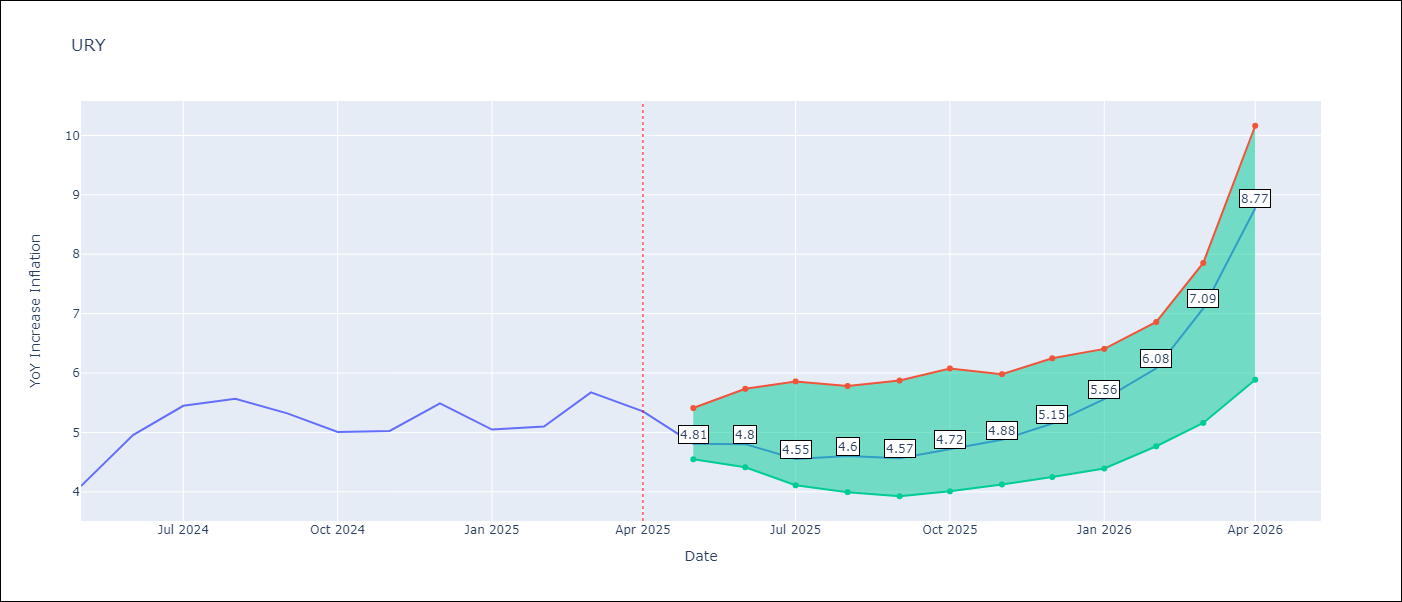 URY
YoY Increase Inflation
10
9
8
7
6
5
4
4.81
4.8
4.55
4.6
4.57
4.72
4.88
5.15
5.56
6.08
7.09
8.77
Jul 2024
Oct 2024
Jan 2025
Apr 2025
Jul 2025
Oct 2025
Jan 2026
Apr 2026
Date